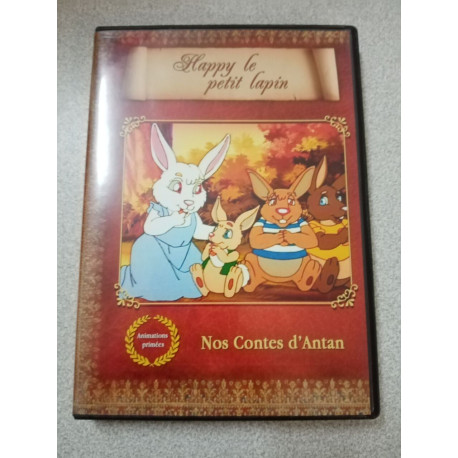 Happy le
petit lapin
Animations
primées
Nos Contes d'Antan